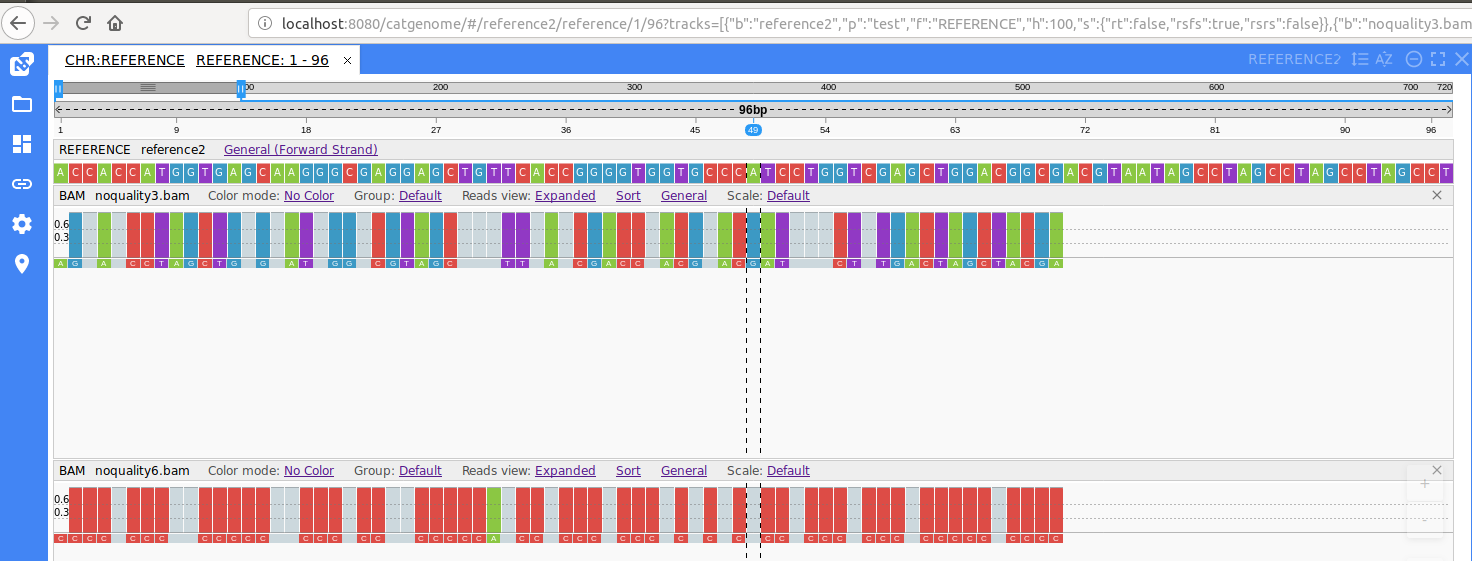 localhost:8080/catgenome/#/reference2/reference/1/96?tracks=[{"b":"reference2","p":"test","f":"REFERENCE","h":100,"s":{"rt":false,"rsfs":true,"rsrs":false}},{"b":"noquality3.bam
CHR:REFERENCE REFERENCE: 1 - 96 × REFERENCE2 AZ
200 300 400 500 600 700 720
96bp
1 9 18 27 36 45 49 54 63 72 81 90 96
REFERENCE reference2 General (Forward Strand)
A C C A C C A T G G T G A G C A A G G G C G A G G A G C T G T T C A C C G G G G T G G T G C C C A T C C T G G T C G A G C T G G A C G G C G A C G T A A T A G C C T A G C C T A G C C T A G C C T
BAM noquality3.bam Color mode: No Color Group: Default Reads view: Expanded Sort General Scale: Default
0.6
0.3
A G A C C T A G C T G G A T G G C G T A G C T T A C G A C C A C G A C G A T C T T G A C T A G C T A C G A
BAM noquality6.bam Color mode: No Color Group: Default Reads view: Expanded Sort General Scale: Default
0.6
0.3
C C C C C C C C C C C C C C C C C C C C C C A C C C C C C C C C C C C C C C C C C C C C C C C C C C C